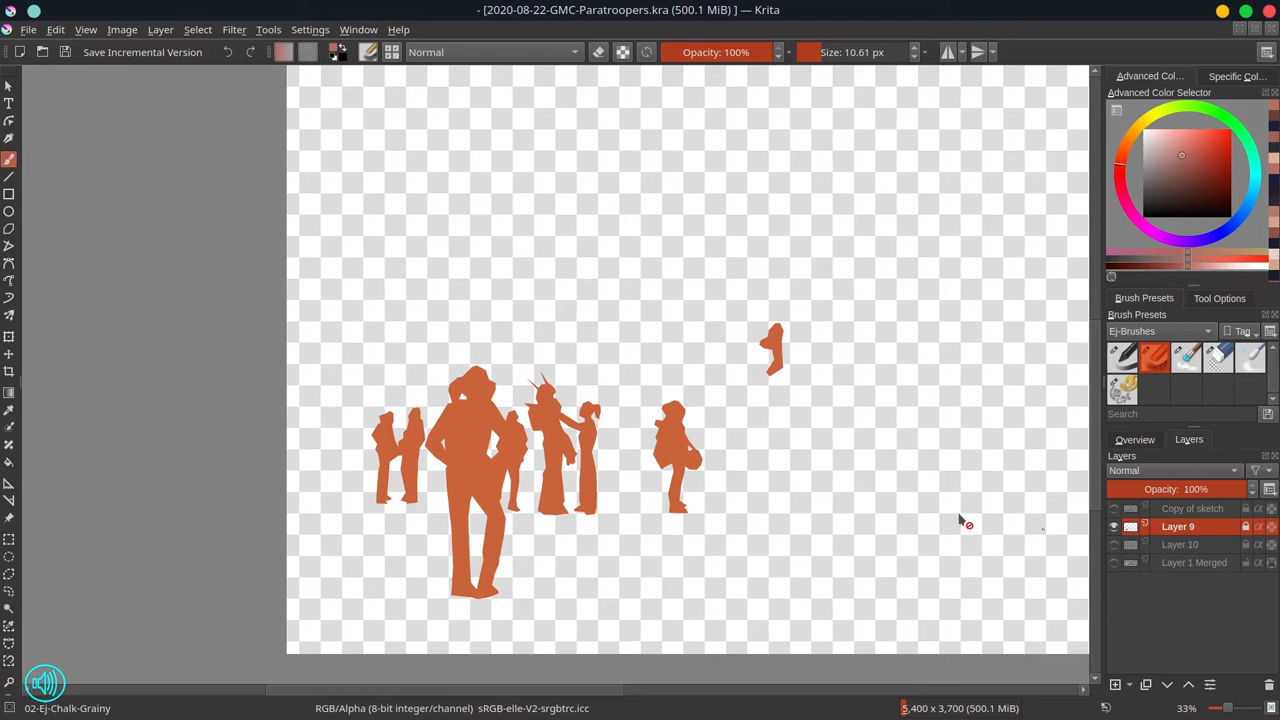 - [2020-08-22-GMC-Paratroopers.kra (500.1 MiB) ] — Krita
File Edit View Image Layer Select Filter Tools Settings Window Help
Save Incremental Version Normal Opacity: 100% Size: 10.61 px
Advanced Col... Specific Col...
Advanced Color Selector
Brush Presets Tool Options
Brush Presets
Ej-Brushes Tag
Search
Overview Layers
Layers
Normal
Opacity: 100%
Copy of sketch
Layer 9
Layer 10
Layer 1 Merged
02-Ej-Chalk-Grainy RGB/Alpha (8-bit integer/channel) sRGB-elle-V2-srgbtrc.icc 5,400 x 3,700 (500.1 MiB) 33%